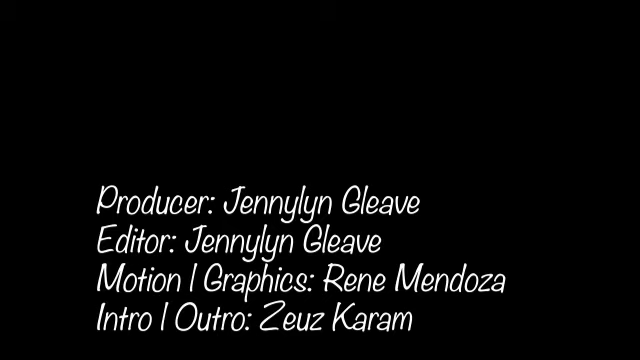 Producer: Jennylyn Gleave
Editor: Jennylyn Gleave
Motion | Graphics: Rene Mendoza
Intro | Outro: Zeuz Karam